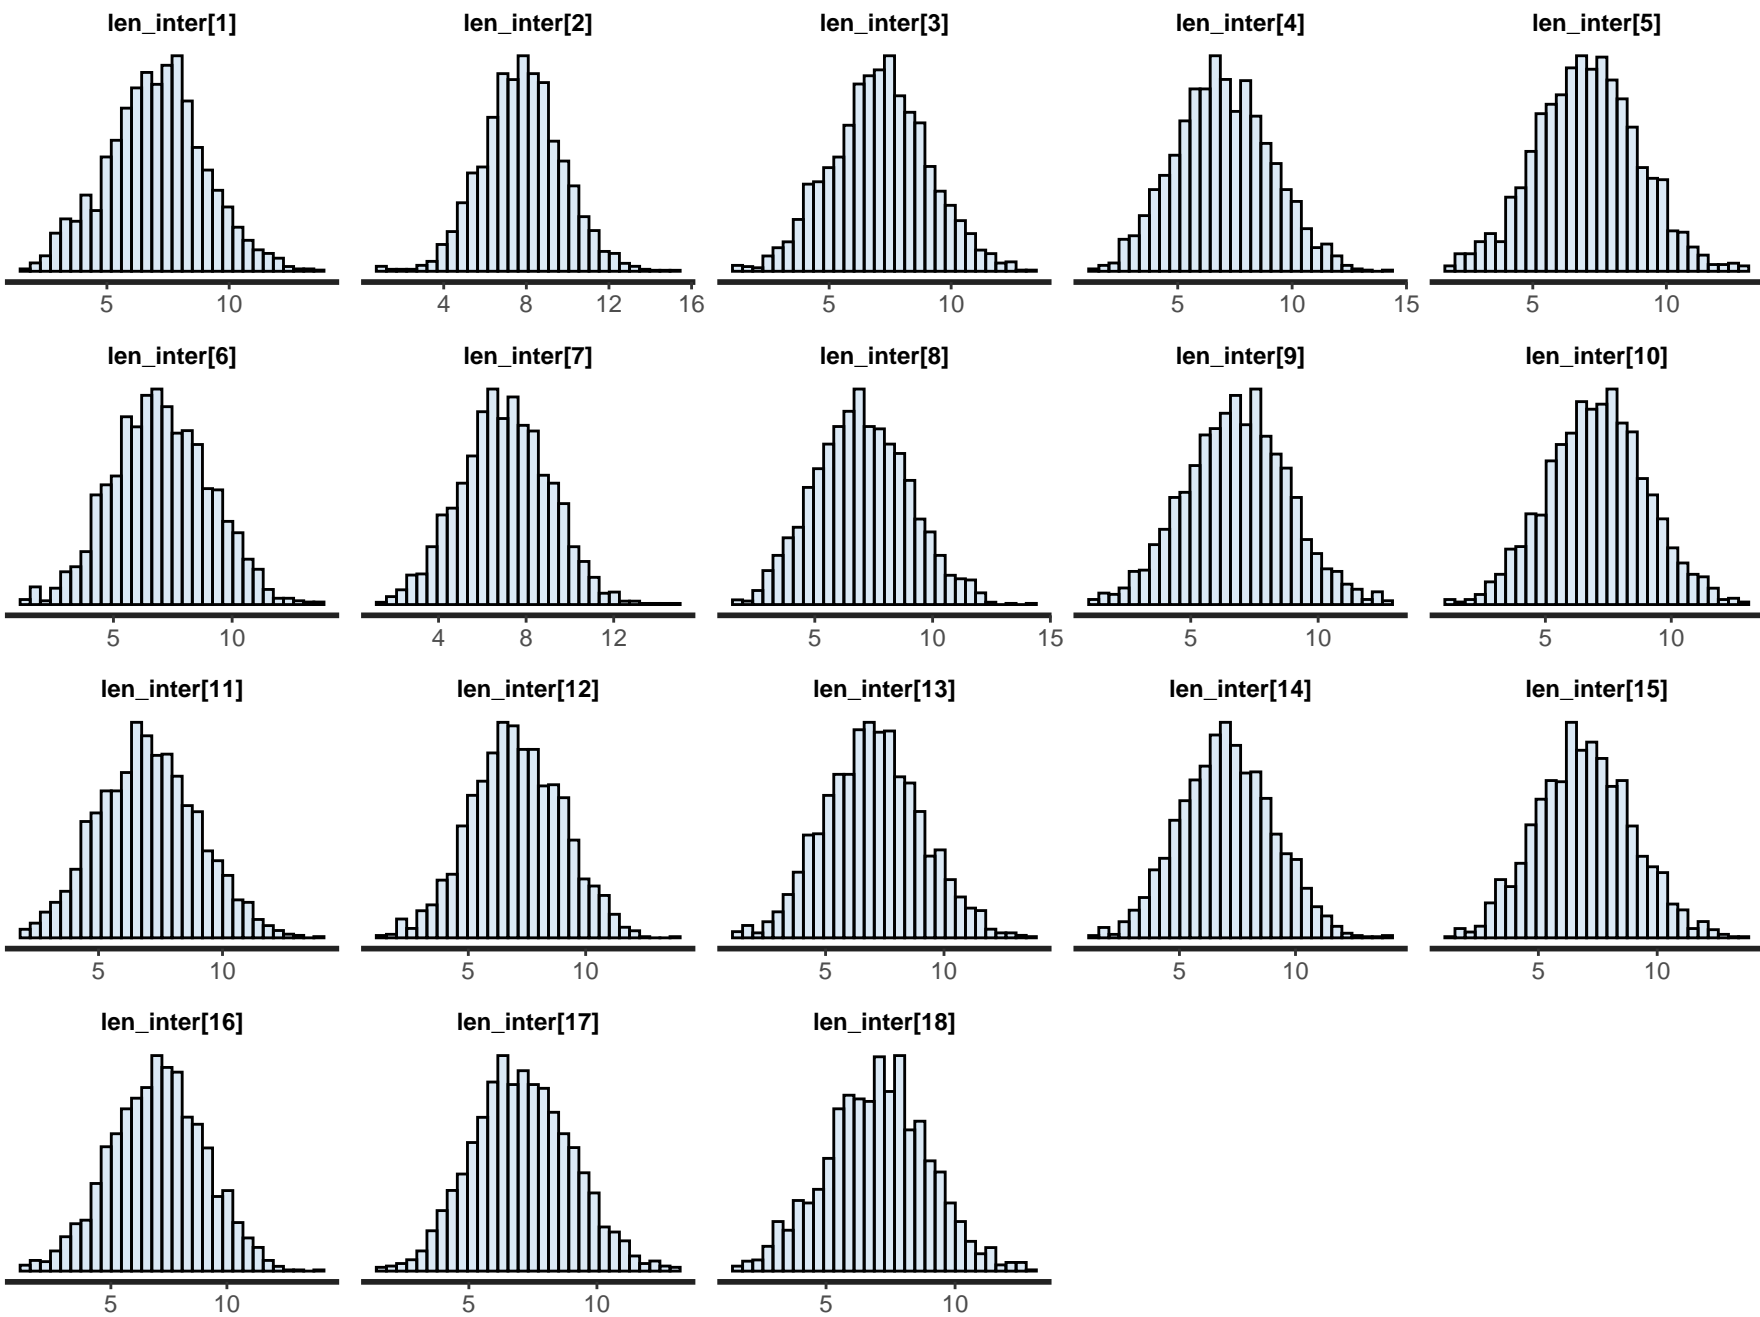 len_inter[1] len_inter[2] len_inter[3] len_inter[4] len_inter[5]
5 10 4 8 12 16 5 10 5 10 15 5 10
len_inter[6] len_inter[7] len_inter[8] len_inter[9] len_inter[10]
5 10 4 8 12 5 10 15 5 10 5 10
len_inter[11] len_inter[12] len_inter[13] len_inter[14] len_inter[15]
5 10 5 10 5 10 5 10 5 10
len_inter[16] len_inter[17] len_inter[18]
5 10 5 10 5 10